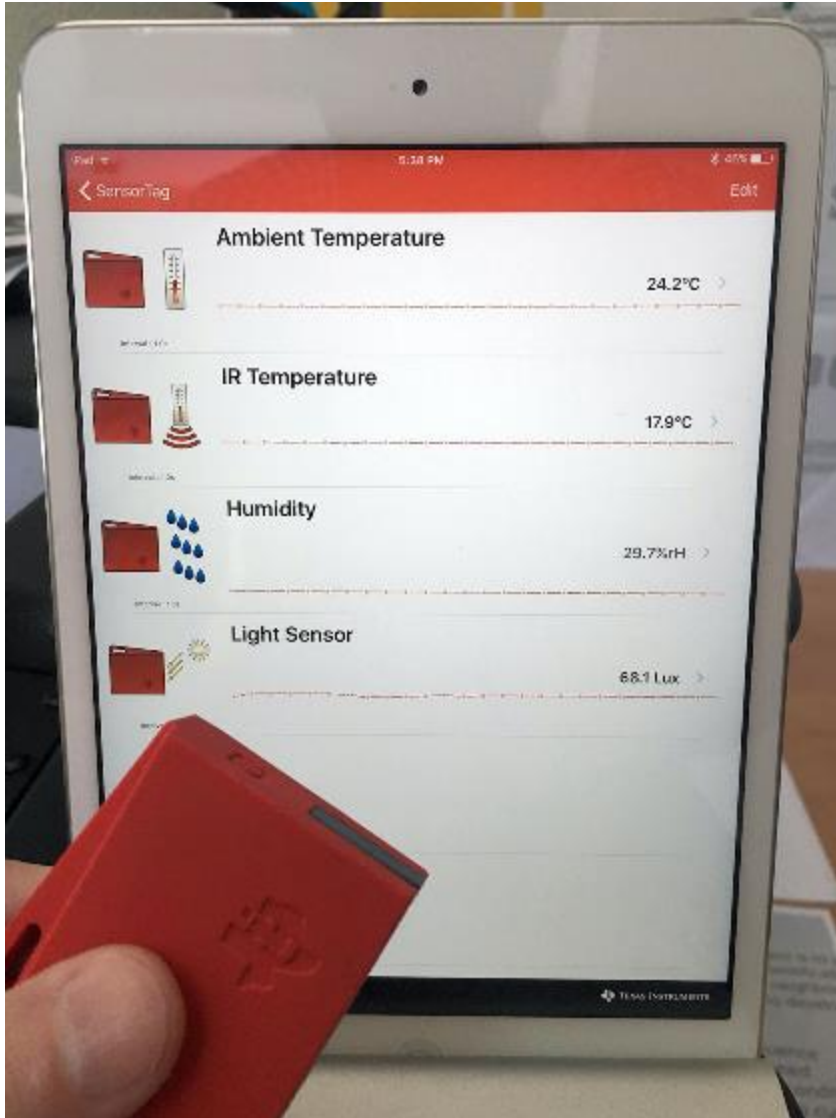 iPad 5:38 PM
SensorTag Edit
Ambient Temperature
24.2°C
IR Temperature
17.9°C
Humidity
29.7%rH
Light Sensor
68.1 Lux
TEXAS INSTRUMENTS